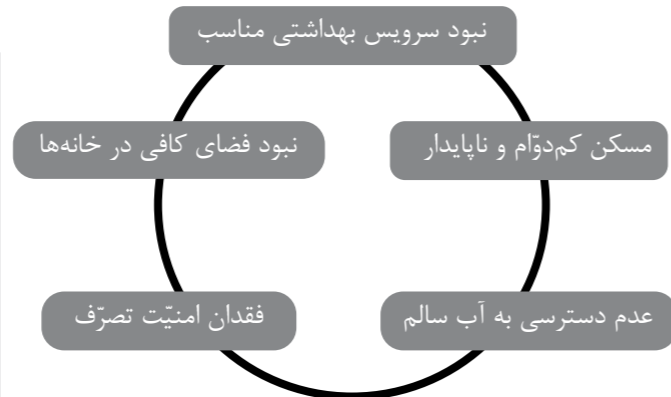 نبود سرویس بهداشتی مناسب
مسکن کم‌دوّام و ناپایدار
نبود فضای کافی در خانه‌ها
عدم دسترسی به آب سالم
فقدان امنیّت تصرّف